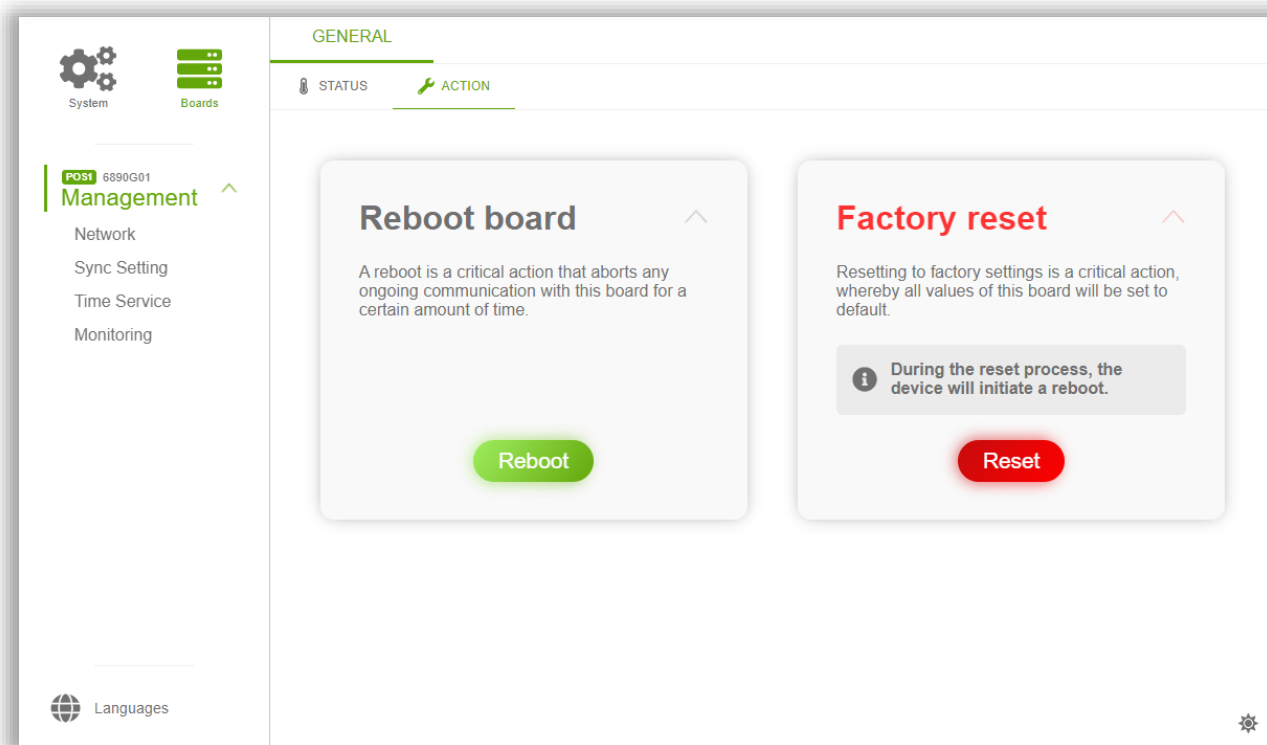 System
Boards
POS1 6890G01
Management
Network
Sync Setting
Time Service
Monitoring
Languages
GENERAL
STATUS
ACTION
Reboot board
A reboot is a critical action that aborts any
ongoing communication with this board for a
certain amount of time.
Reboot
Factory reset
Resetting to factory settings is a critical action,
whereby all values of this board will be set to
default.
During the reset process, the
device will initiate a reboot.
Reset